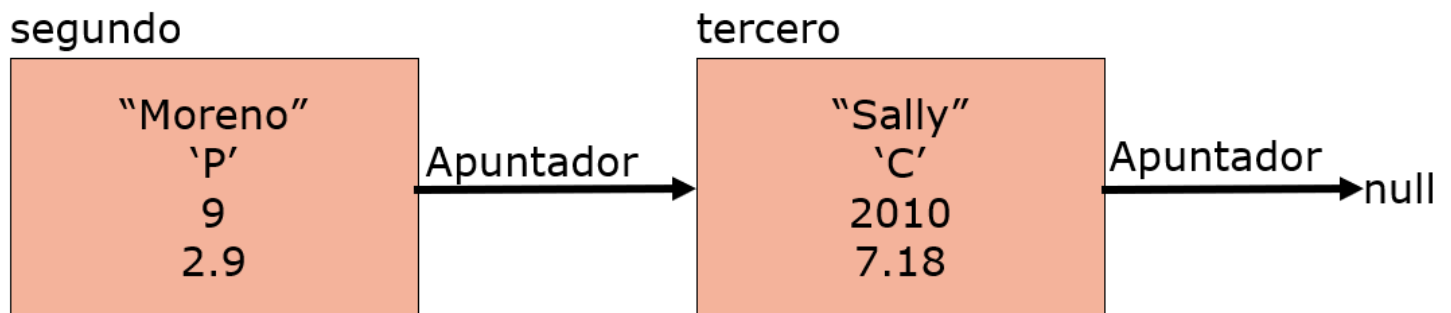 segundo
“Moreno”
‘P’
9
2.9
Apuntador
tercero
“Sally”
‘C’
2010
7.18
Apuntador
null